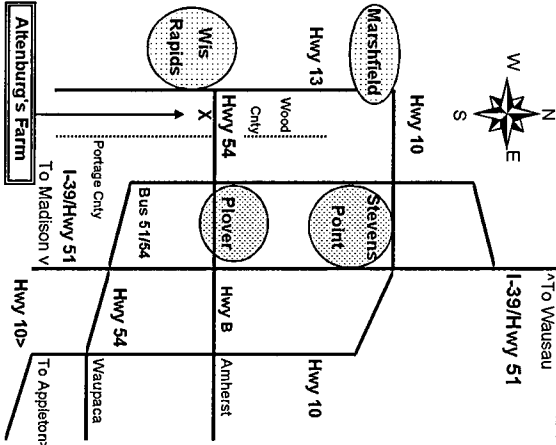 N
W
E
S
^To Wausau
I-39/Hwy 51
Hwy 10
Marshfield
Stevens
Point
Hwy 10
Hwy 13
Wood
Cnty
Wis
Rapids
Hwy 54
X
Plover
Hwy B
Amherst
Bus 51/54
Portage Cnty
Hwy 54
Waupaca
I-39/Hwy 51
To Madison v
Hwy 10>
To Appleton>
Altenburg's Farm